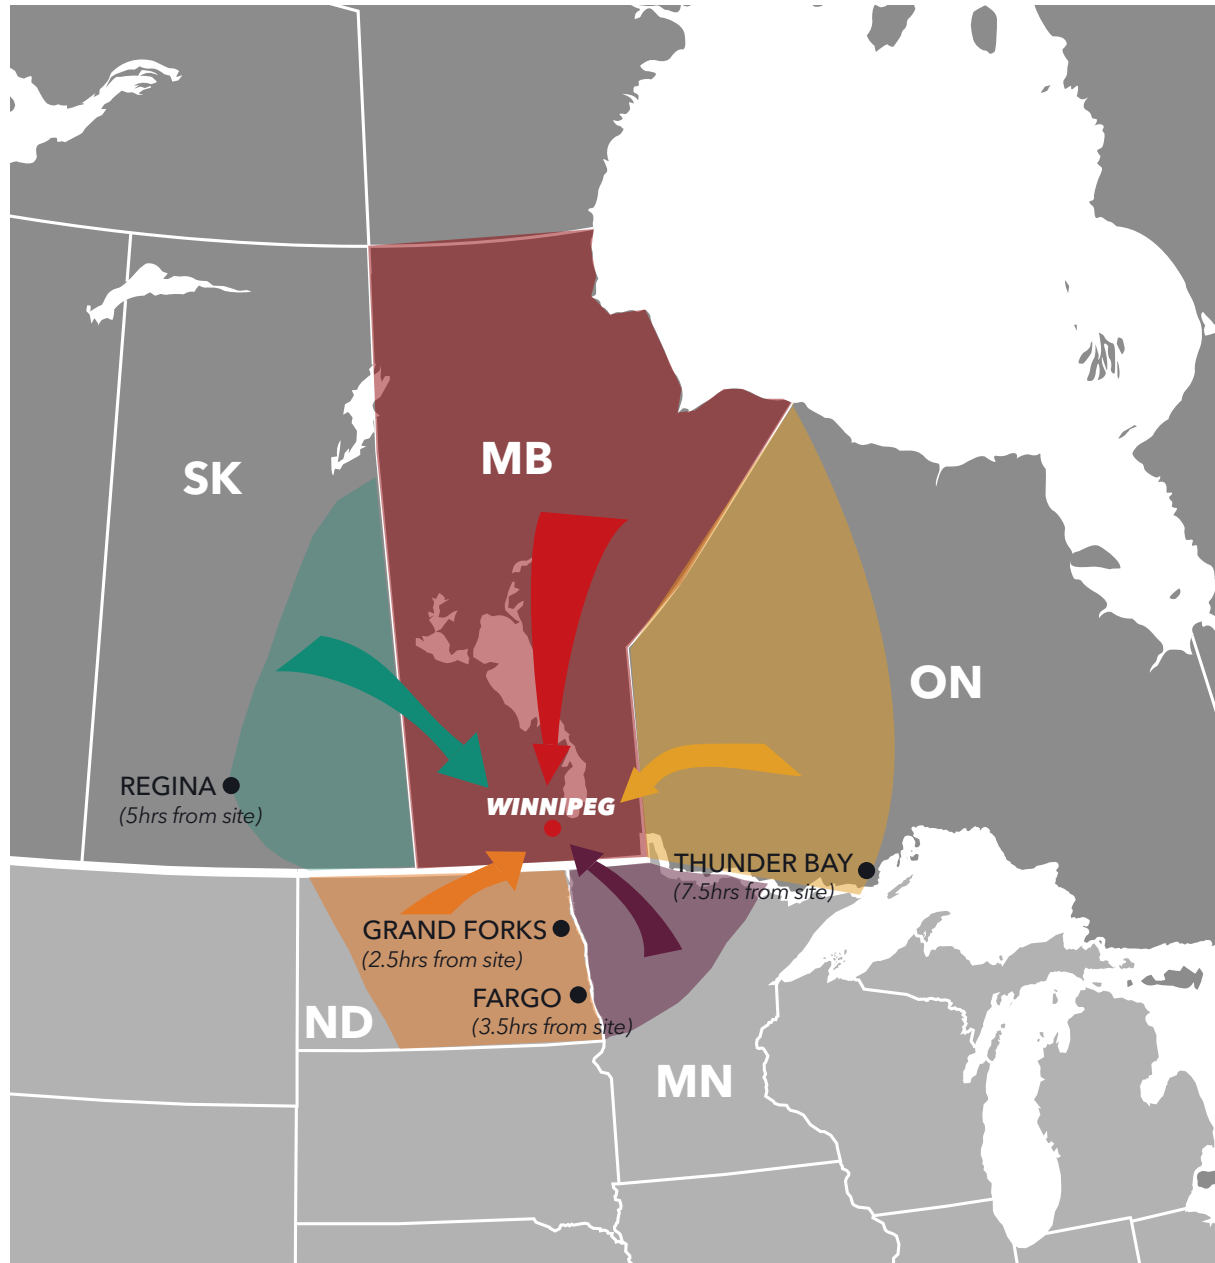 MB
SK
ON
REGINA
(5hrs from site)
WINNIPEG
THUNDER BAY
(7.5hrs from site)
GRAND FORKS
(2.5hrs from site)
FARGO
(3.5hrs from site)
ND
MN